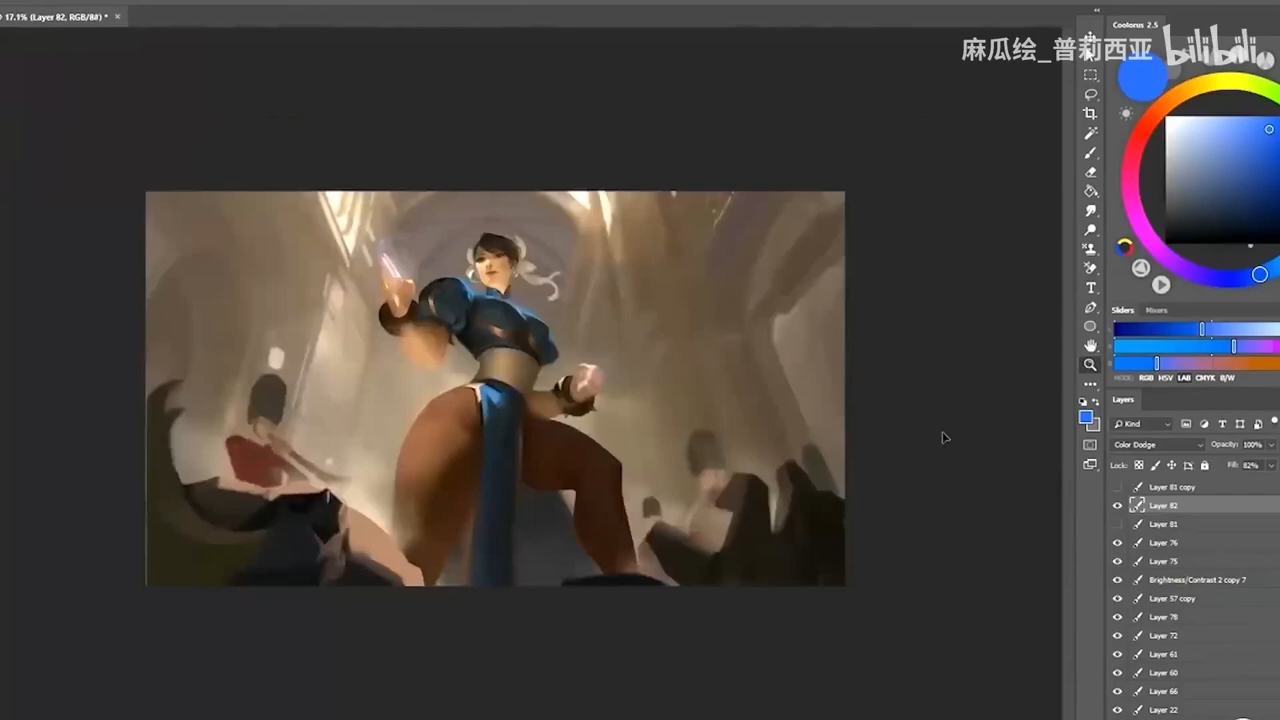 17.1% (Layer 82, RGB/8#) * ×
麻瓜绘_普莉西亚 bilibili
Coolorus 2.5
Sliders Mixers
MODE: RGB HSV LAB CMYK B/W
Layers
Kind
Color Dodge Opacity: 100%
Lock: Fill: 82%
Layer 81 copy
Layer 82
Layer 81
Layer 76
Layer 75
Brightness/Contrast 2 copy 7
Layer 57 copy
Layer 78
Layer 72
Layer 61
Layer 60
Layer 66
Layer 22